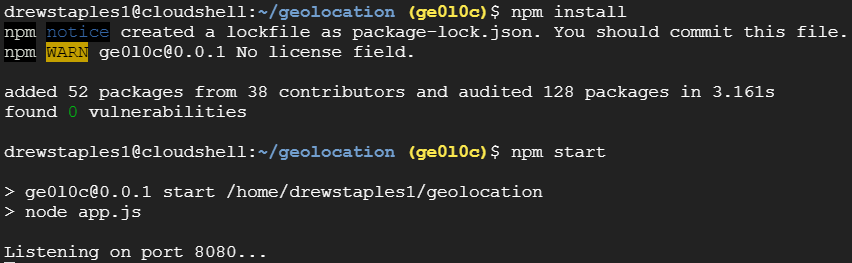 drewstaples1@cloudshell:~/geolocation (ge0l0c)$ npm install
npm notice created a lockfile as package-lock.json. You should commit this file.
npm WARN ge0l0c@0.0.1 No license field.
added 52 packages from 38 contributors and audited 128 packages in 3.161s
found 0 vulnerabilities
drewstaples1@cloudshell:~/geolocation (ge0l0c)$ npm start
> ge0l0c@0.0.1 start /home/drewstaples1/geolocation
> node app.js
Listening on port 8080...